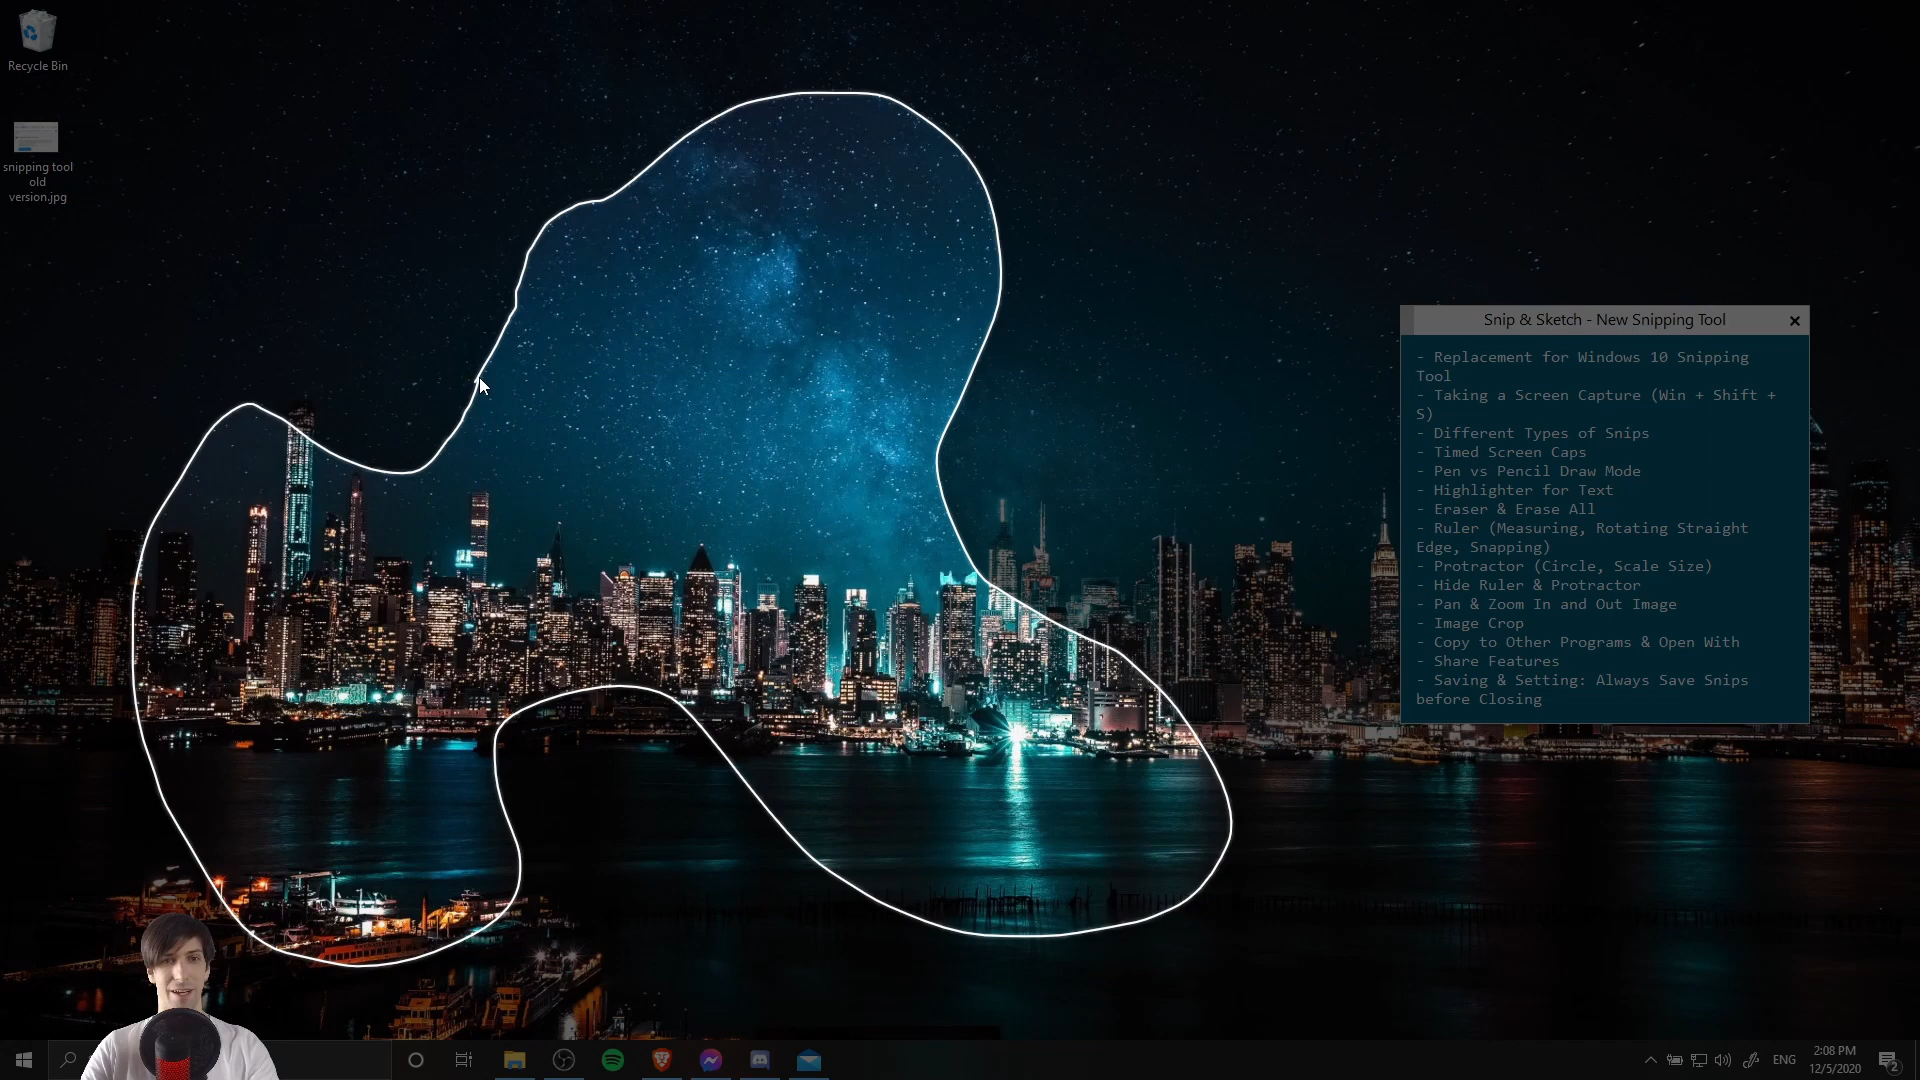 Recycle Bin
snipping tool
old
version.jpg
Snip & Sketch - New Snipping Tool
- Replacement for Windows 10 Snipping
Tool
- Taking a Screen Capture (Win + Shift +
S)
- Different Types of Snips
- Timed Screen Caps
- Pen vs Pencil Draw Mode
- Highlighter for Text
- Eraser & Erase All
- Ruler (Measuring, Rotating Straight
Edge, Snapping)
- Protractor (Circle, Scale Size)
- Hide Ruler & Protractor
- Pan & Zoom In and Out Image
- Image Crop
- Copy to Other Programs & Open With
- Share Features
- Saving & Setting: Always Save Snips
before Closing
ENG
2:08 PM
12/5/2020
2